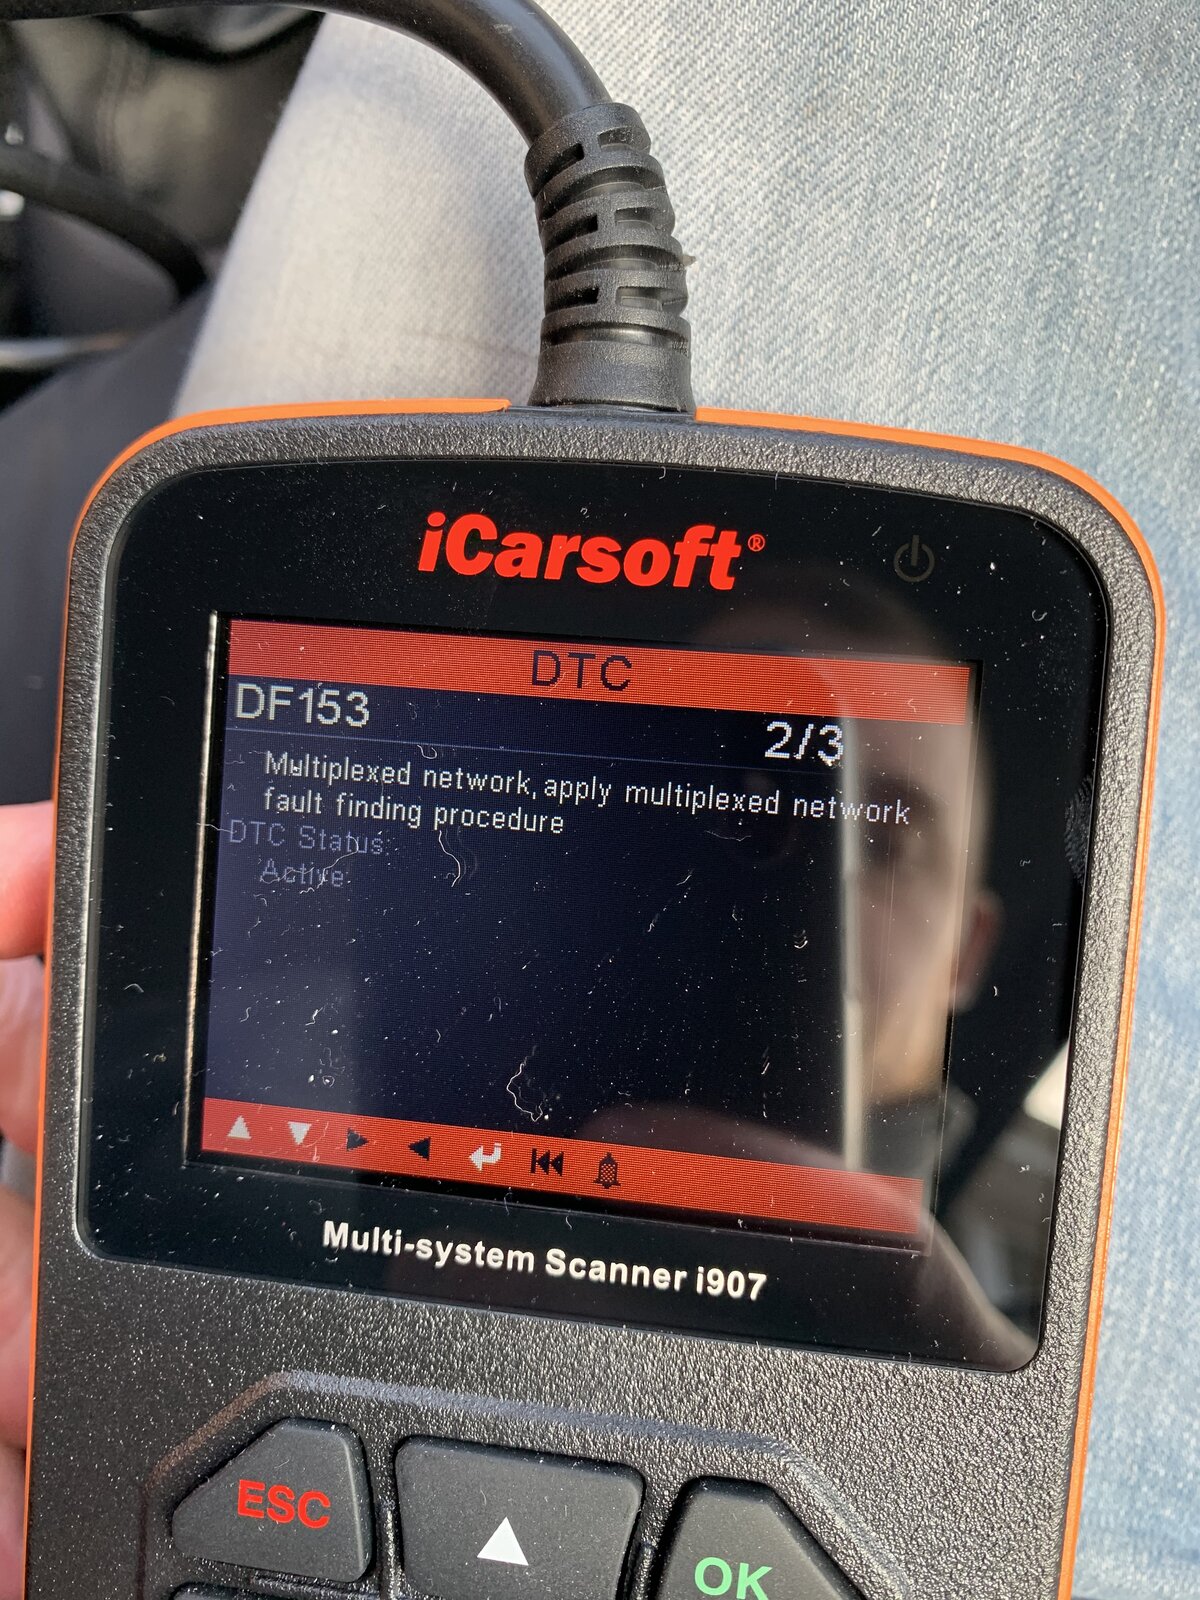 iCarsoft®
DTC
DF153
2/3
Multiplexed network, apply multiplexed network
fault finding procedure
DTC Status:
Active
Multi-system Scanner i907
ESC
OK